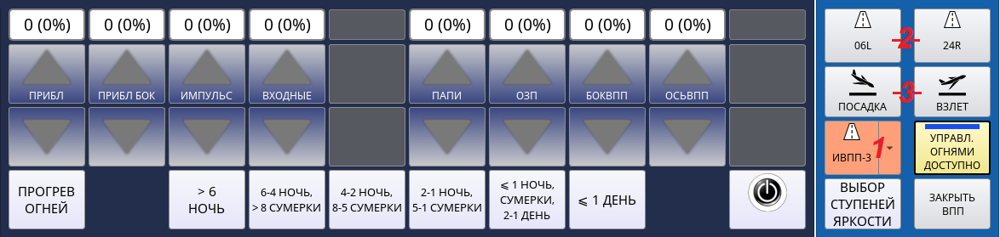 0 (0%) 0 (0%) 0 (0%) 0 (0%) 0 (0%) 0 (0%) 0 (0%) 0 (0%)
ПРИБЛ ПРИБЛ БОК ИМПУЛЬС ВХОДНЫЕ ПАПИ ОЗП БОКВПП ОСЬВПП
ПРОГРЕВ
ОГНЕЙ
> 6
НОЧЬ
6-4 НОЧЬ,
> 8 СУМЕРКИ
4-2 НОЧЬ,
8-5 СУМЕРКИ
2-1 НОЧЬ,
5-1 СУМЕРКИ
⩽ 1 НОЧЬ,
СУМЕРКИ,
2-1 ДЕНЬ
⩽ 1 ДЕНЬ
06L 2 24R
3
ПОСАДКА ВЗЛЕТ
ИВПП-3 1
УПРАВЛ.
ОГНЯМИ
ДОСТУПНО
ВЫБОР
СТУПЕНЕЙ
ЯРКОСТИ
ЗАКРЫТЬ
ВПП